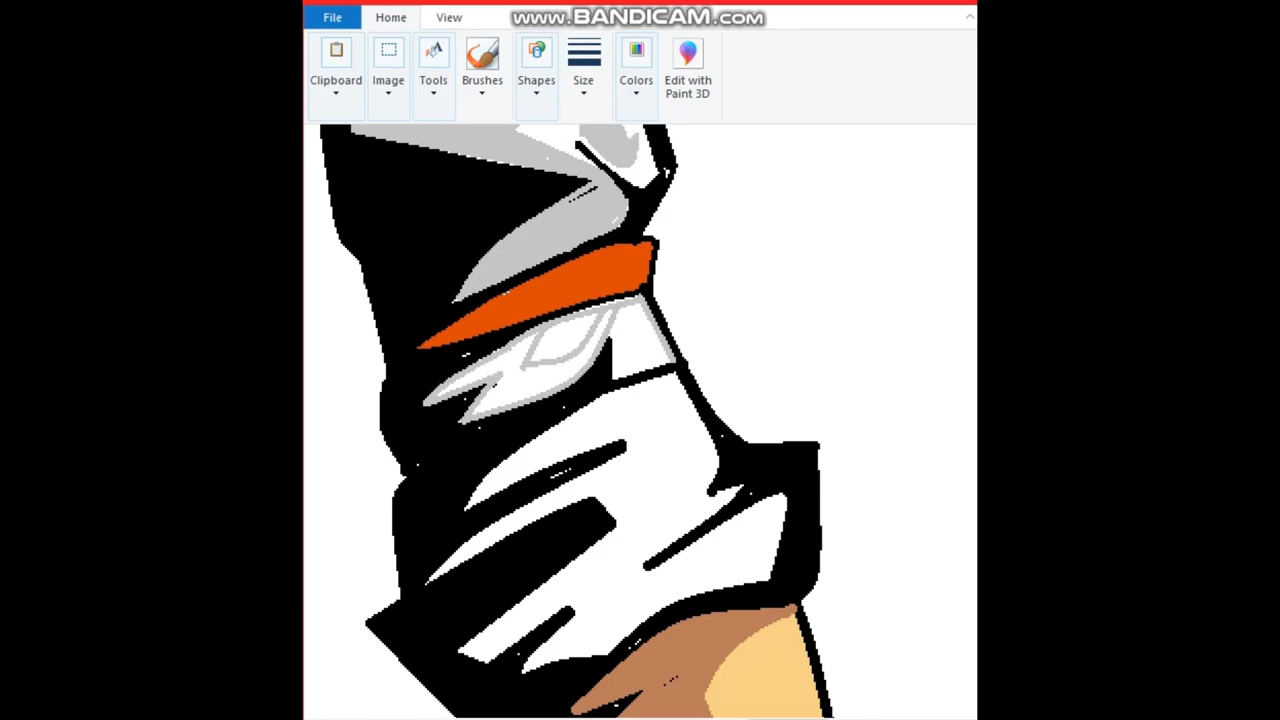 File Home View www.BANDICAM.com
Clipboard Image Tools Brushes Shapes Size Colors Edit with
Paint 3D